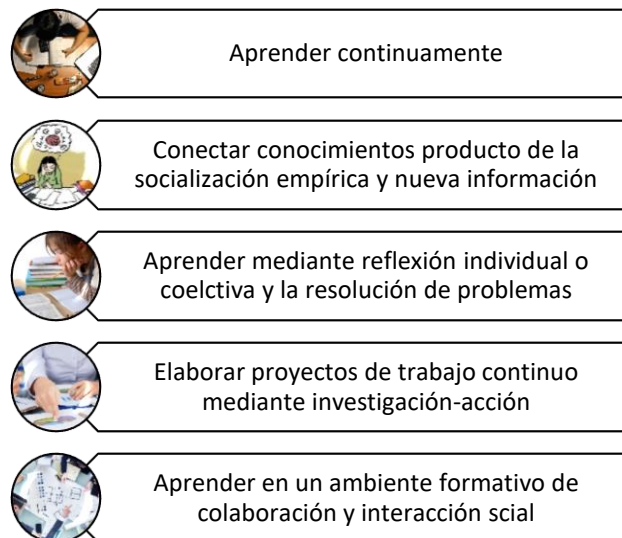 Aprender continuamente
Conectar conocimientos producto de la
socialización empírica y nueva información
Aprender mediante reflexión individual o
coelctiva y la resolución de problemas
Elaborar proyectos de trabajo continuo
mediante investigación-acción
Aprender en un ambiente formativo de
colaboración y interacción scial